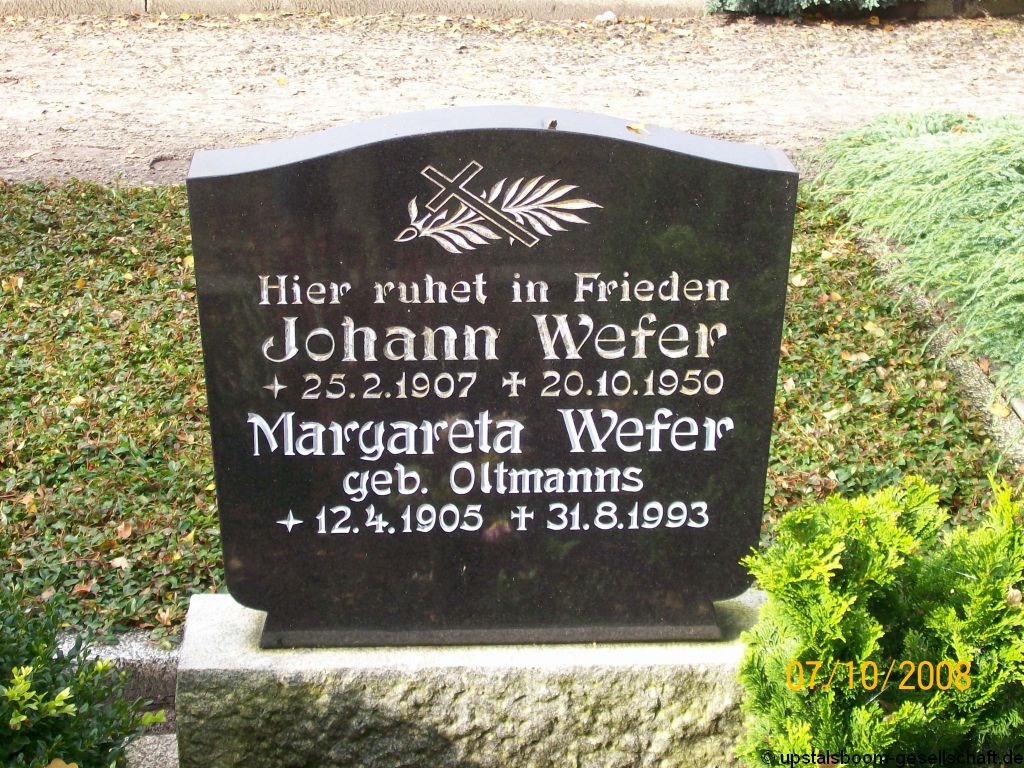 Hier ruhet in Frieden
Johann Wefer
✦ 25.2.1907 ✝ 20.10.1950
Margareta Wefer
geb. Oltmanns
✦ 12.4.1905 ✝ 31.8.1993
07/10/2008
© upstalsboom-gesellschaft.de